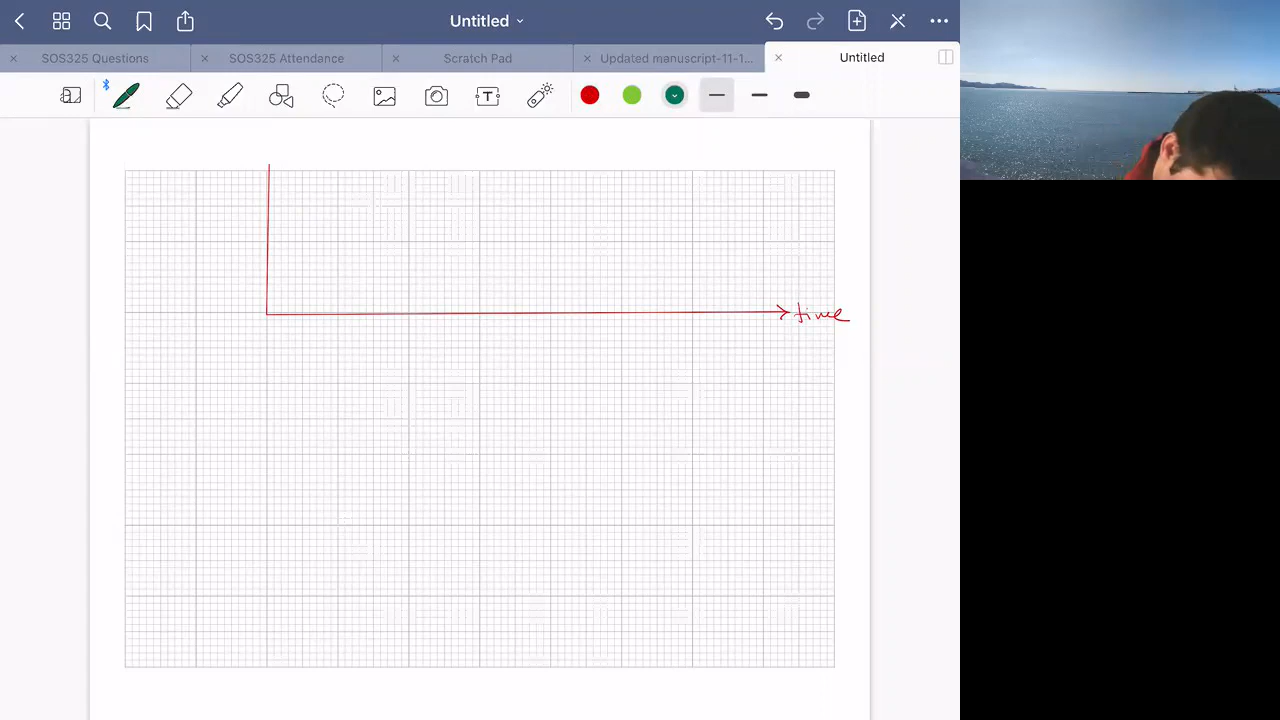 Untitled
SOS325 Questions
SOS325 Attendance
Scratch Pad
Updated manuscript-11-1...
Untitled
time